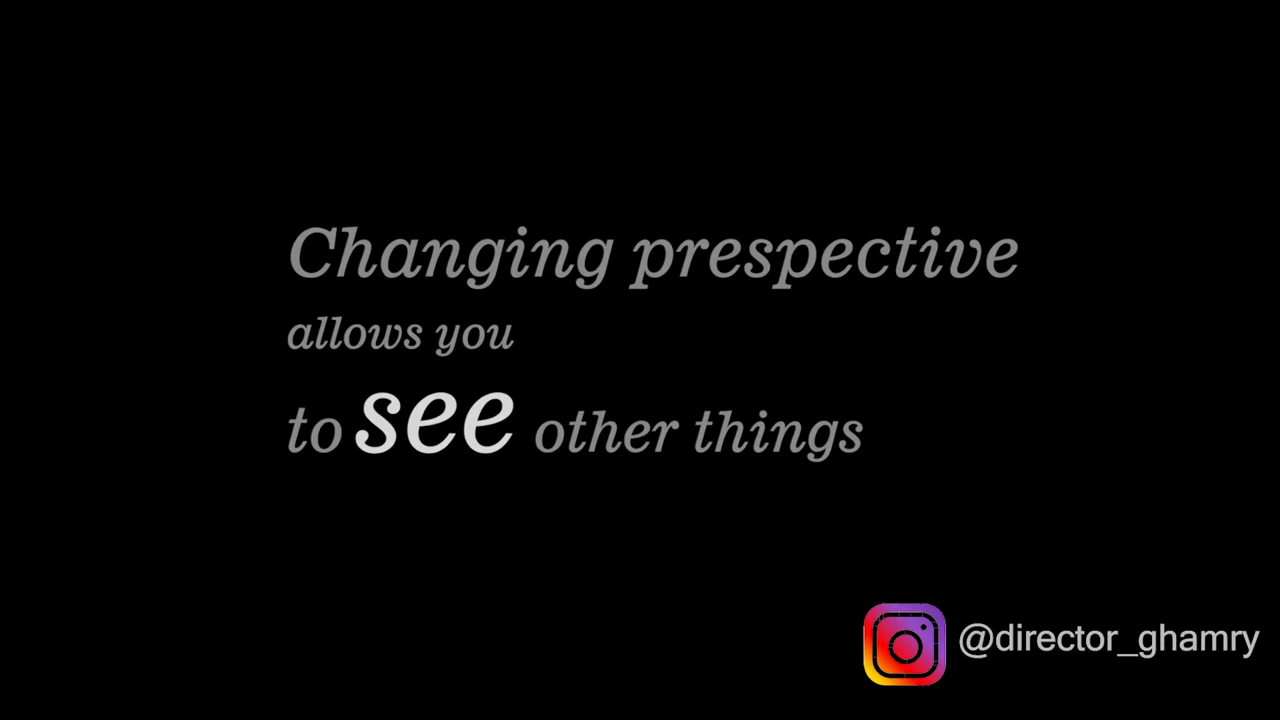 Changing prespective
allows you
to see other things
@director_ghamry